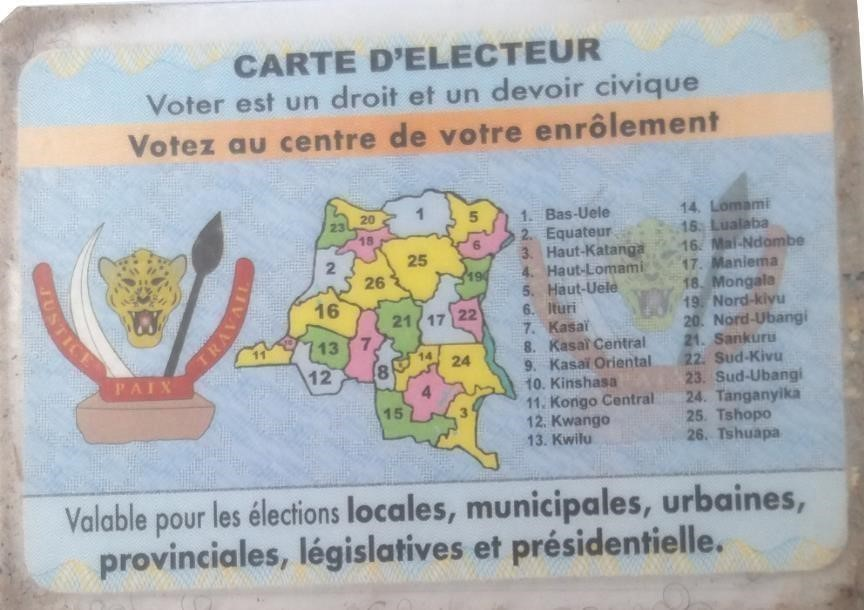 CARTE D'ELECTEUR
Voter est un droit et un devoir civique
Votez au centre de votre enrôlement
JUSTICE PAIX TRAVAIL
23
20
1
5
18
6
2
25
19
26
16
21
17
22
11
10
13
7
12
8
9
14
24
4
15
3
1. Bas-Uele
2. Equateur
3. Haut-Katanga
4. Haut-Lomami
5. Haut-Uele
6. Ituri
7. Kasaï
8. Kasaï Central
9. Kasaï Oriental
10. Kinshasa
11. Kongo Central
12. Kwango
13. Kwilu
14. Lomami
15. Lualaba
16. Maï-Ndombe
17. Maniema
18. Mongala
19. Nord-kivu
20. Nord-Ubangi
21. Sankuru
22. Sud-Kivu
23. Sud-Ubangi
24. Tanganyika
25. Tshopo
26. Tshuapa
Valable pour les élections locales, municipales, urbaines,
provinciales, législatives et présidentielle.